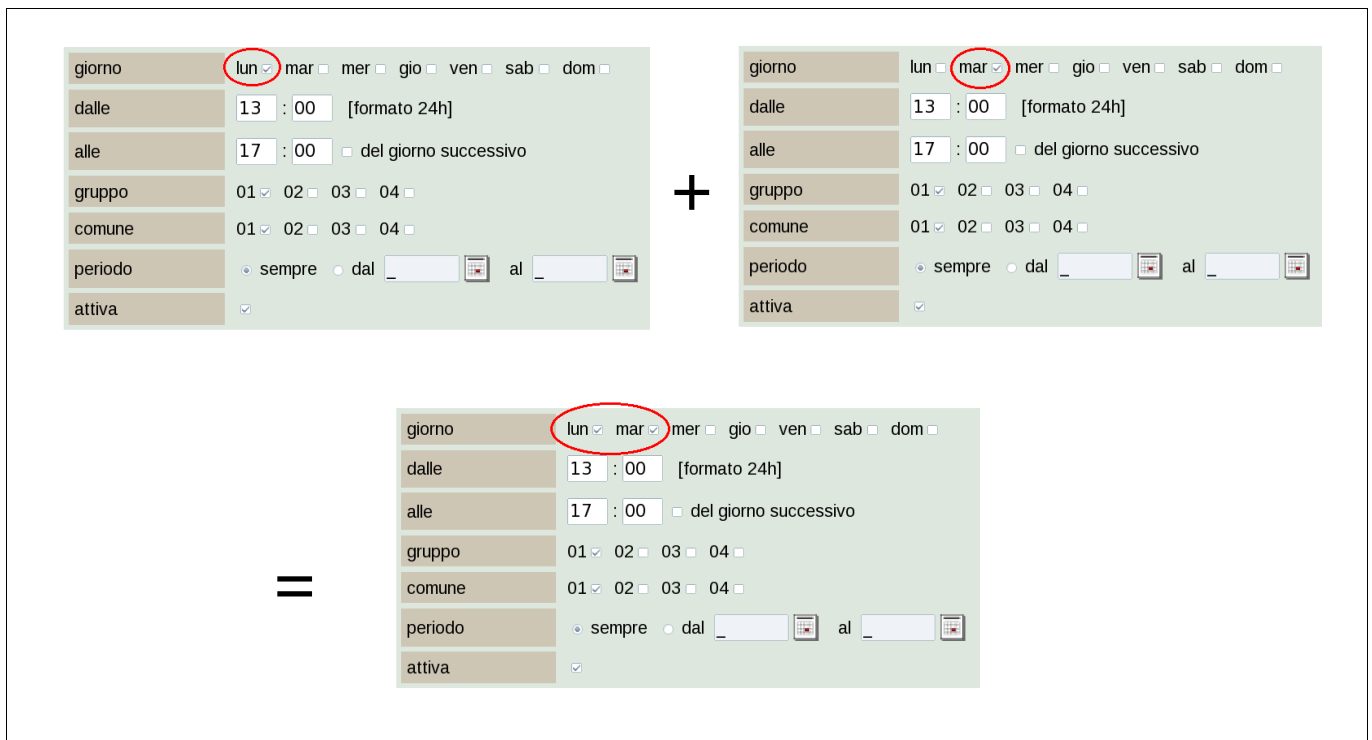 giorno lun mar mer gio ven sab dom
dalle 13 : 00 [formato 24h]
alle 17 : 00 del giorno successivo
gruppo 01 02 03 04
comune 01 02 03 04
periodo sempre dal _ al _
attiva
+
giorno lun mar mer gio ven sab dom
dalle 13 : 00 [formato 24h]
alle 17 : 00 del giorno successivo
gruppo 01 02 03 04
comune 01 02 03 04
periodo sempre dal _ al _
attiva
=
giorno lun mar mer gio ven sab dom
dalle 13 : 00 [formato 24h]
alle 17 : 00 del giorno successivo
gruppo 01 02 03 04
comune 01 02 03 04
periodo sempre dal _ al _
attiva